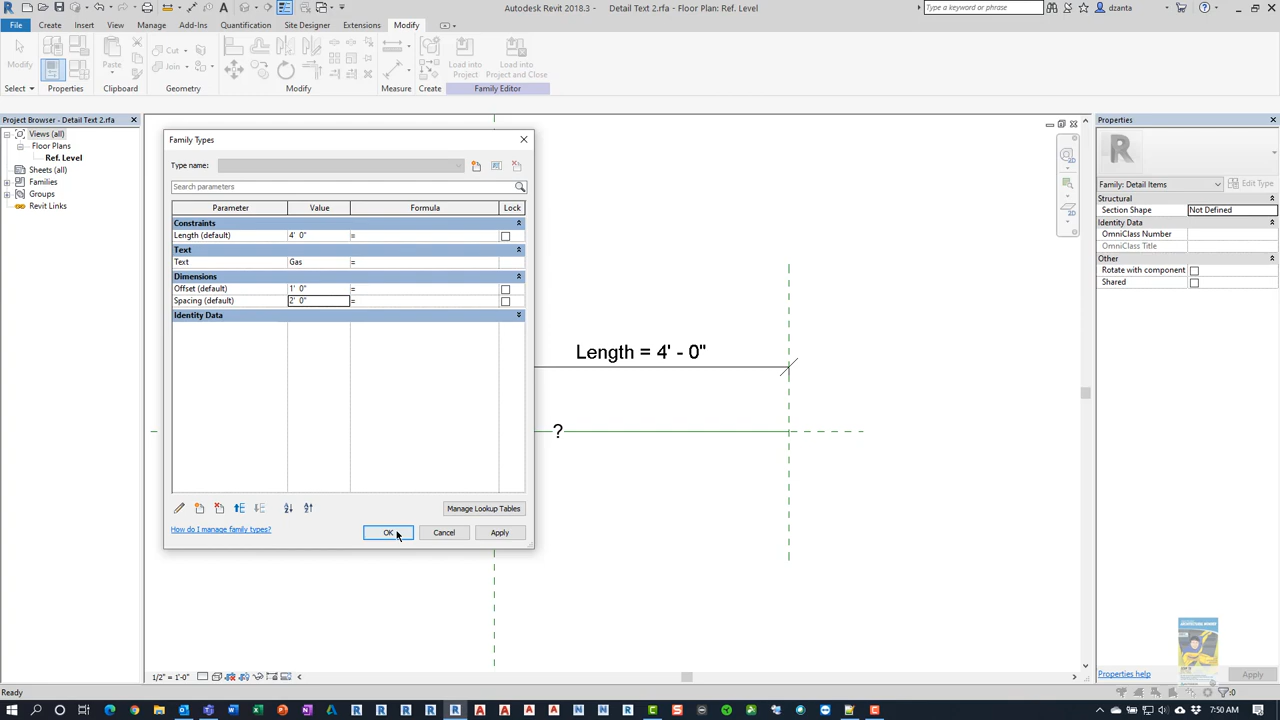 Autodesk Revit 2018.3 - Detail Text 2.rfa - Floor Plan: Ref. Level
Type a keyword or phrase
dzanta
File Create Insert View Manage Add-Ins Quantification Site Designer Extensions Modify
Modify
Paste
Cut
Join
Load into
Project
Load into
Project and Close
Select Properties Clipboard Geometry Modify Measure Create Family Editor
Project Browser - Detail Text 2.rfa
Views (all)
Floor Plans
Ref. Level
Sheets (all)
Families
Groups
Revit Links
Family Types
Type name:
Search parameters
Parameter Value Formula Lock
Constraints
Length (default) 4' 0" =
Text
Text Gas =
Dimensions
Offset (default) 1' 0" =
Spacing (default) 2' 0" =
Identity Data
Manage Lookup Tables
How do I manage family types?
OK Cancel Apply
Length = 4' - 0"
?
Properties
R
Family: Detail Items
Edit Type
Structural
Section Shape Not Defined
Identity Data
OmniClass Number
OmniClass Title
Other
Rotate with component
Shared
Properties help
Apply
1/2" = 1'-0"
Ready
:0
7:50 AM